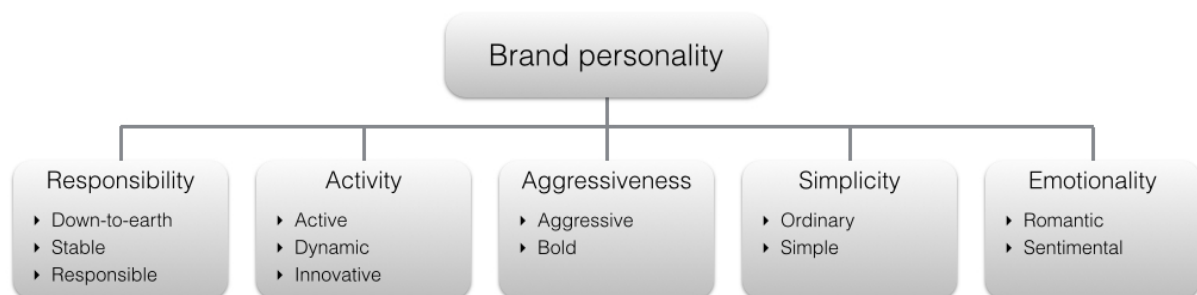 Brand personality
Responsibility
Down-to-earth
Stable
Responsible
Activity
Active
Dynamic
Innovative
Aggressiveness
Aggressive
Bold
Simplicity
Ordinary
Simple
Emotionality
Romantic
Sentimental